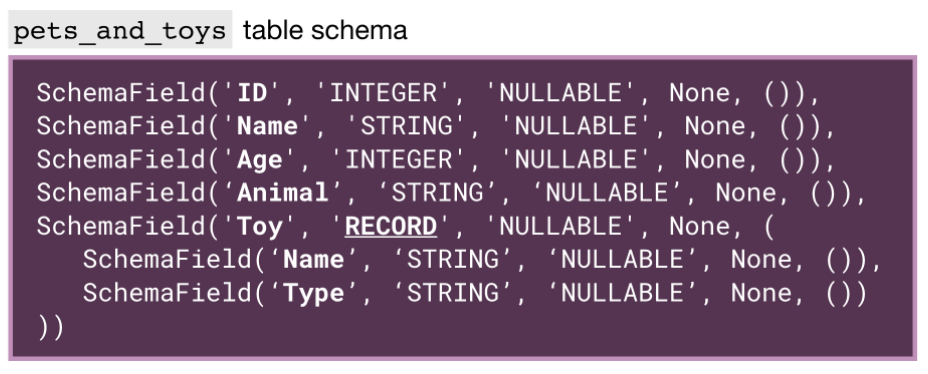 pets_and_toys table schema
SchemaField('ID', 'INTEGER', 'NULLABLE', None, ()),
SchemaField('Name', 'STRING', 'NULLABLE', None, ()),
SchemaField('Age', 'INTEGER', 'NULLABLE', None, ()),
SchemaField(‘Animal’, ‘STRING’, ‘NULLABLE’, None, ()),
SchemaField('Toy', 'RECORD', 'NULLABLE', None, (
SchemaField(‘Name’, ‘STRING’, ‘NULLABLE’, None, ()),
SchemaField(‘Type’, ‘STRING’, ‘NULLABLE’, None, ())
))